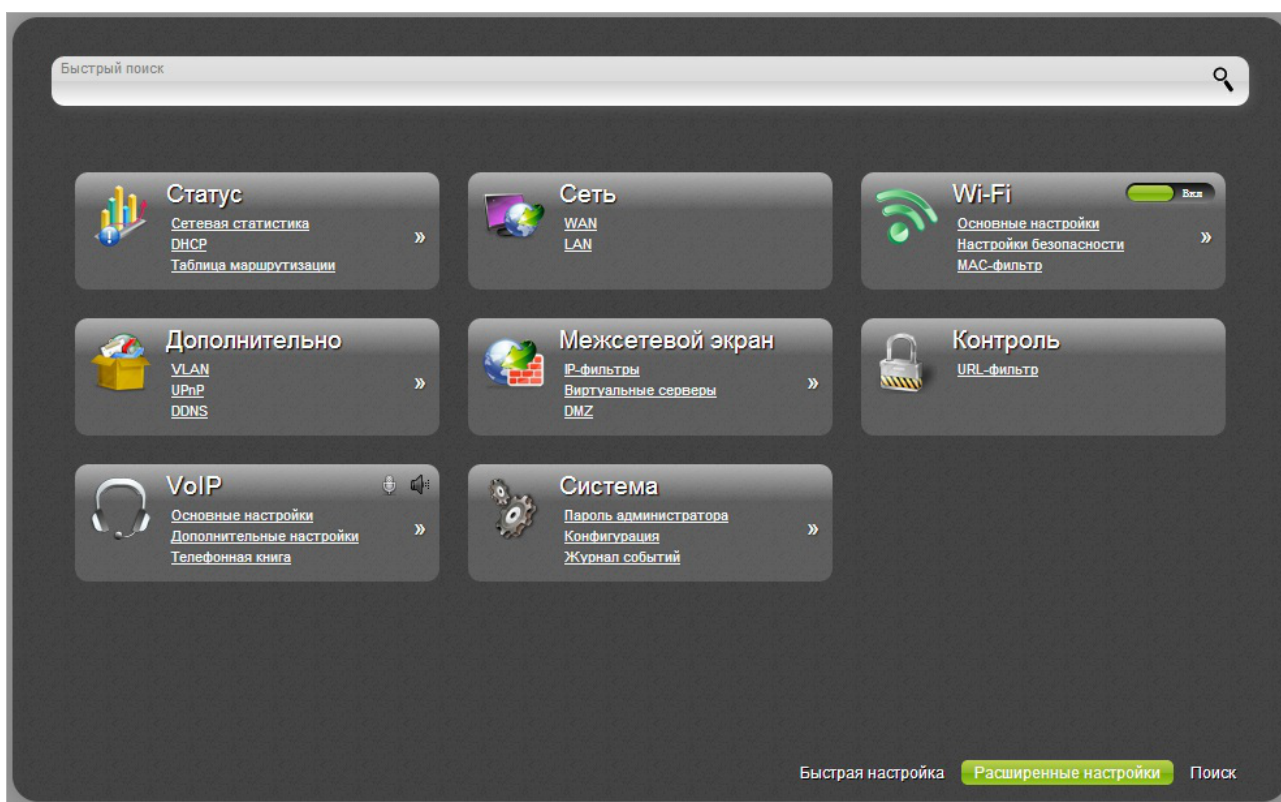 Быстрый поиск
Статус
Сетевая статистика
DHCP
Таблица маршрутизации
»
Сеть
WAN
LAN
Wi-Fi
Вкл
Основные настройки
Настройки безопасности
MAC-фильтр
»
Дополнительно
VLAN
UPnP
DDNS
»
Межсетевой экран
IP-фильтры
Виртуальные серверы
DMZ
»
Контроль
URL-фильтр
VoIP
Основные настройки
Дополнительные настройки
Телефонная книга
»
Система
Пароль администратора
Конфигурация
Журнал событий
»
Быстрая настройка Расширенные настройки Поиск